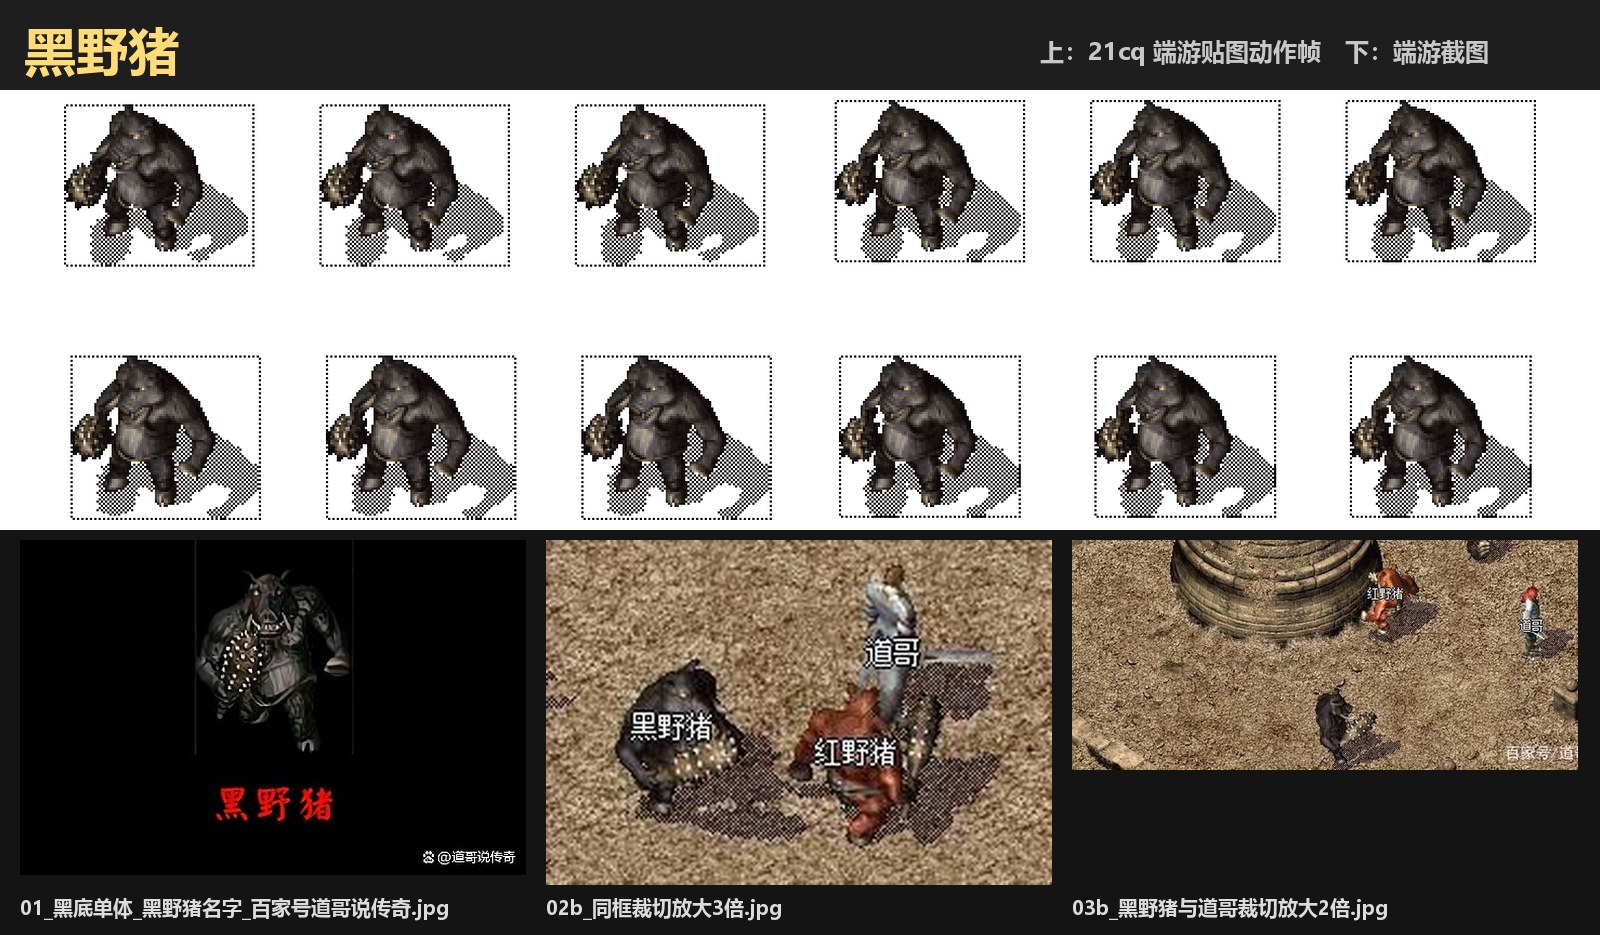 黑野猪
上：21cq 端游贴图动作帧 下：端游截图
黑野猪
@道哥说传奇
道哥
黑野猪
红野猪
红野猪
道哥
百家号/道
01_黑底单体_黑野猪名字_百家号道哥说传奇.jpg
02b_同框裁切放大3倍.jpg
03b_黑野猪与道哥裁切放大2倍.jpg